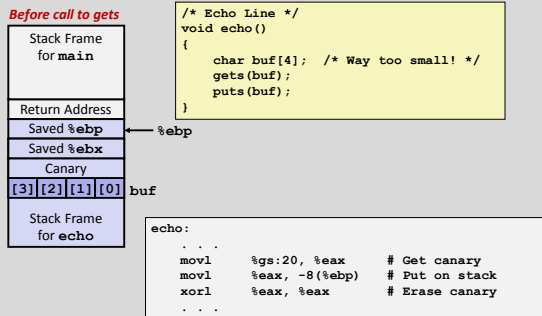 Before call to gets
Stack Frame
for main
Return Address
Saved %ebp
%ebp
Saved %ebx
Canary
[3] [2] [1] [0] buf
Stack Frame
for echo
/* Echo Line */
void echo()
{
    char buf[4];  /* Way too small! */
    gets(buf);
    puts(buf);
}
echo:
    . . .
    movl    %gs:20, %eax    # Get canary
    movl    %eax, -8(%ebp)  # Put on stack
    xorl    %eax, %eax      # Erase canary
    . . .